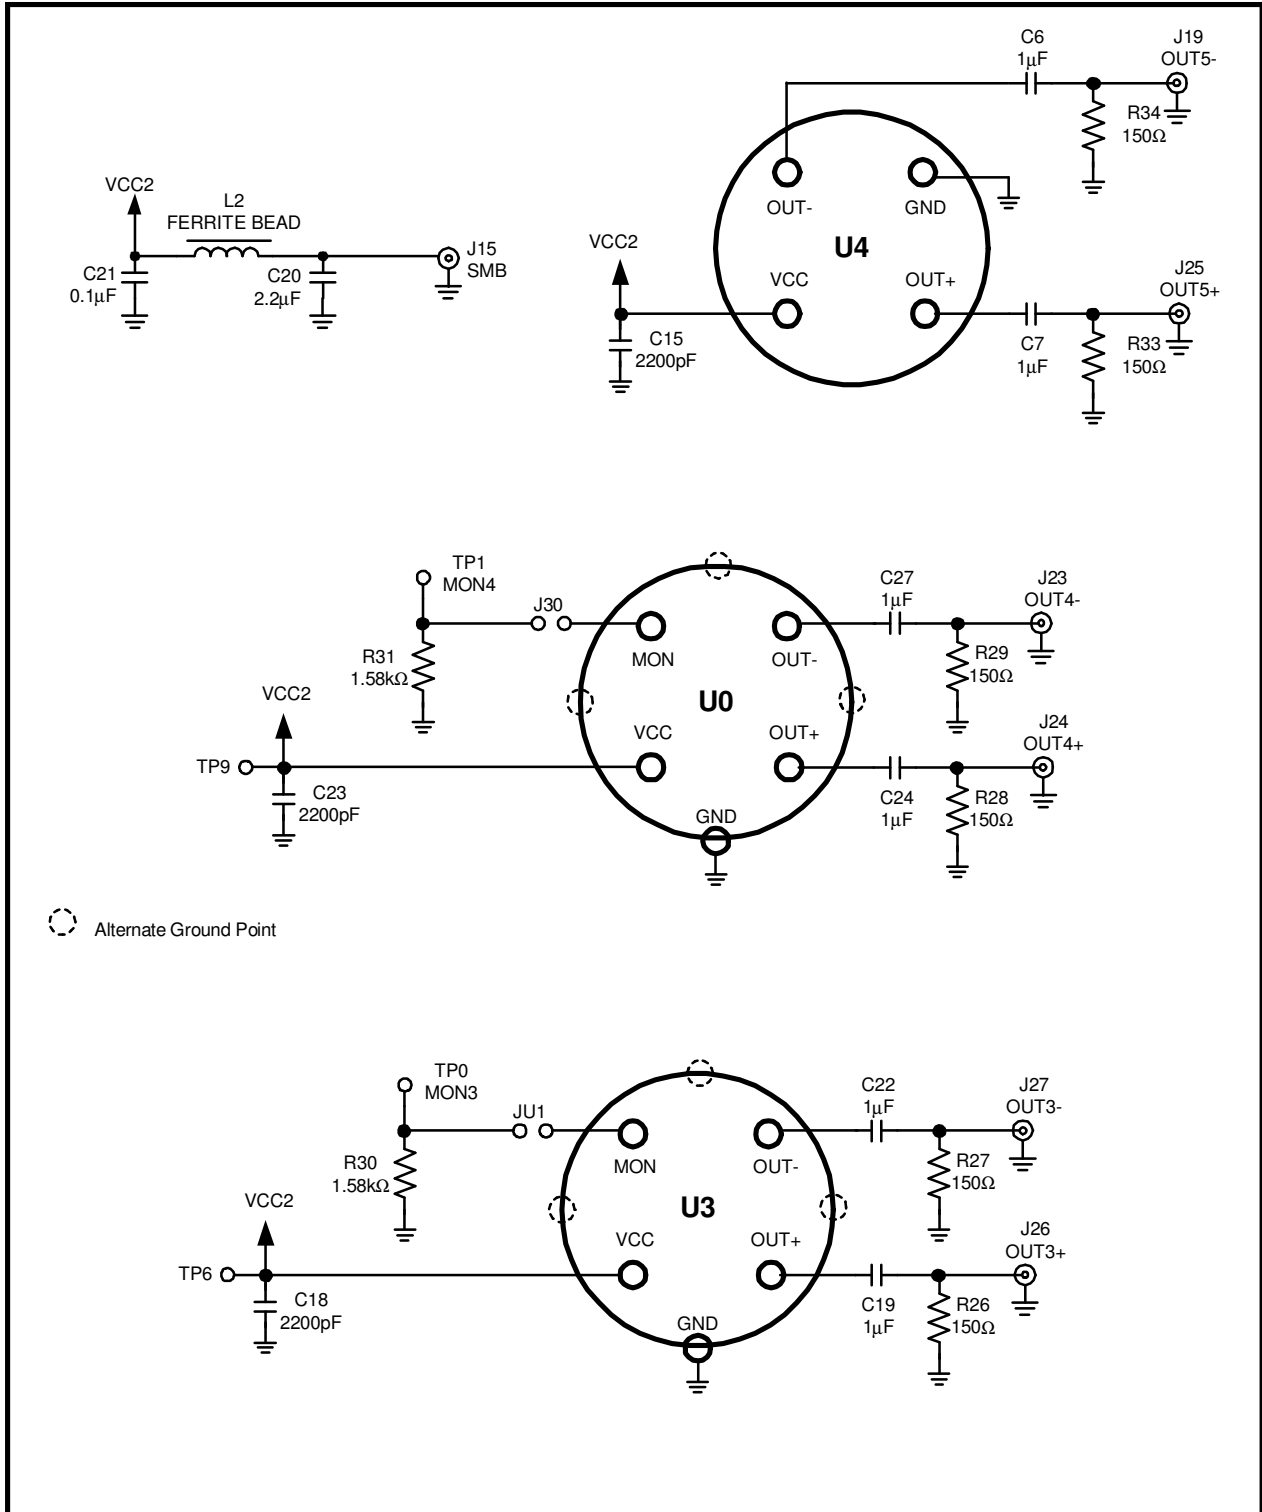 C6
1µF
J19
OUT5-
R34
150Ω
VCC2
L2
FERRITE BEAD
C21
0.1µF
C20
2.2µF
J15
SMB
OUT-
GND
U4
VCC2
VCC
OUT+
C15
2200pF
J25
OUT5+
C7
1µF
R33
150Ω
TP1
MON4
J30
R31
1.58kΩ
MON
OUT-
C27
1µF
J23
OUT4-
R29
150Ω
VCC2
U0
VCC
OUT+
TP9
C23
2200pF
GND
C24
1µF
J24
OUT4+
R28
150Ω
Alternate Ground Point
TP0
MON3
JU1
R30
1.58kΩ
MON
OUT-
C22
1µF
J27
OUT3-
R27
150Ω
VCC2
U3
VCC
OUT+
TP6
C18
2200pF
GND
C19
1µF
J26
OUT3+
R26
150Ω